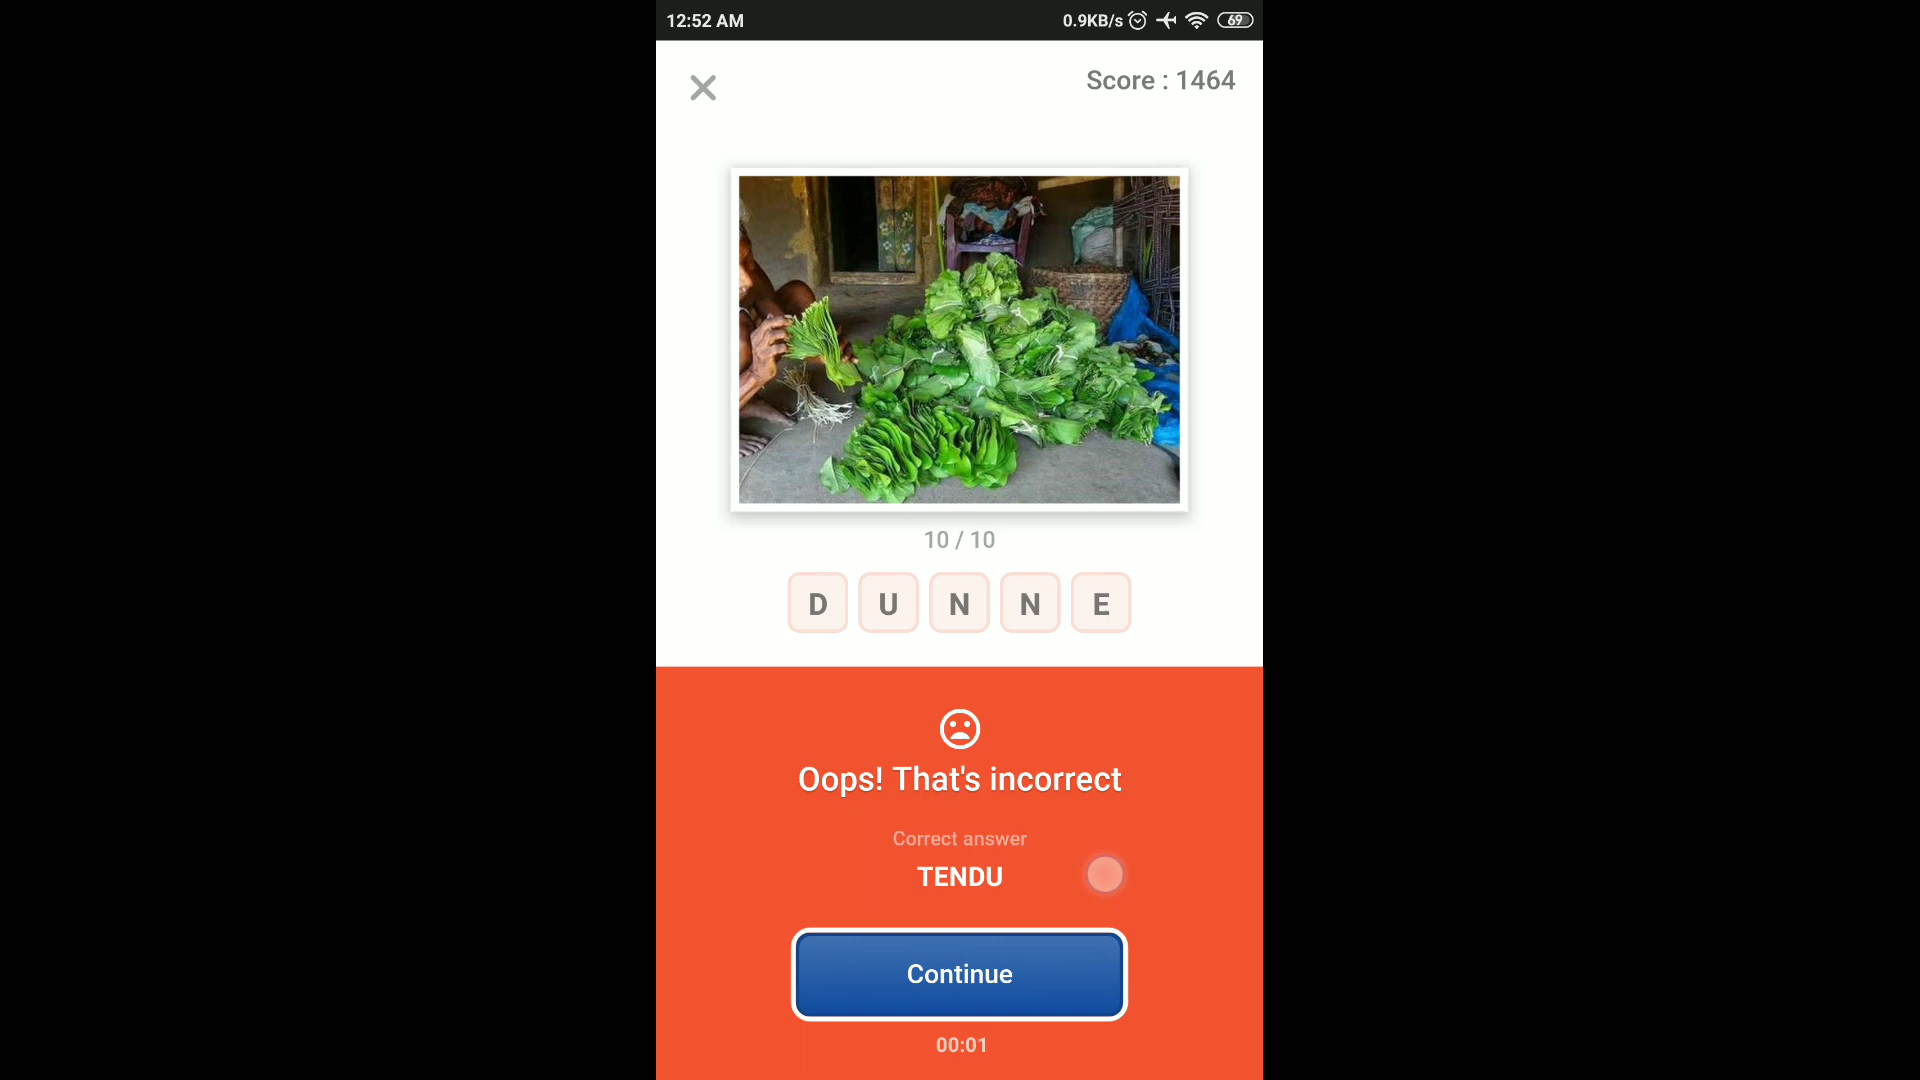 12:52 AM 0.9KB/s 69
Score : 1464
10 / 10
D U N N E
Oops! That's incorrect
Correct answer
TENDU
Continue
00:01